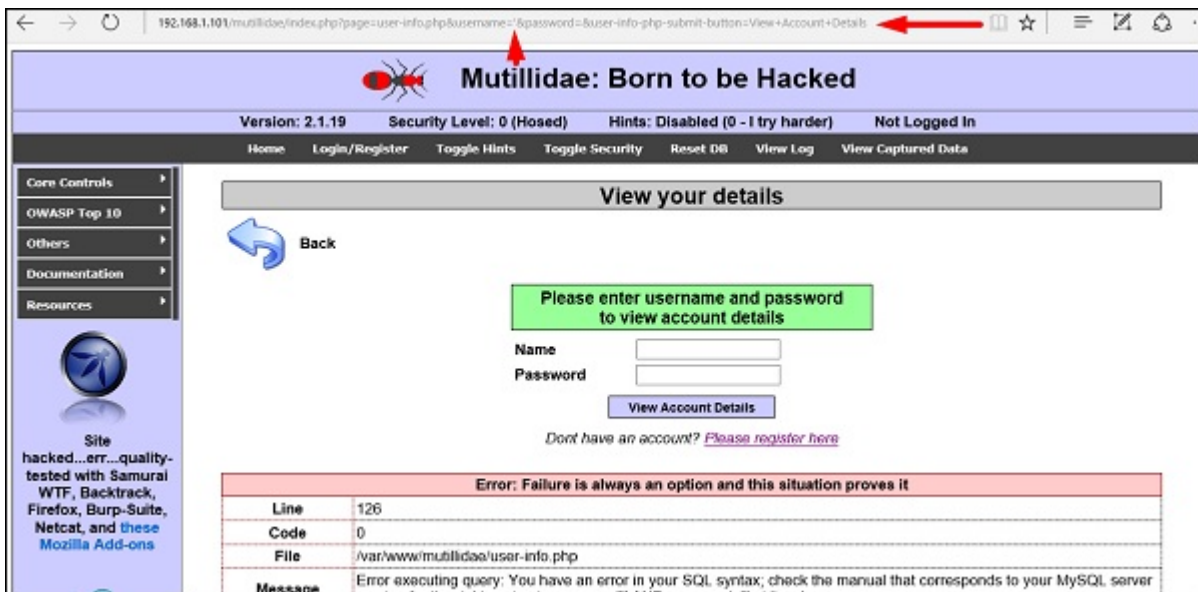 192.168.1.101/mutillidae/index.php?page=user-info.php&username='&password=&user-info-php-submit-button=View+Account+Details
Mutillidae: Born to be Hacked
Version: 2.1.19 Security Level: 0 (Hosed) Hints: Disabled (0 - I try harder) Not Logged In
Home Login/Register Toggle Hints Toggle Security Reset DB View Log View Captured Data
Core Controls
OWASP Top 10
Others
Documentation
Resources
Site
hacked...err...quality-
tested with Samurai
WTF, Backtrack,
Firefox, Burp-Suite,
Netcat, and these
Mozilla Add-ons
View your details
Back
Please enter username and password
to view account details
Name
Password
View Account Details
Dont have an account? Please register here
Error: Failure is always an option and this situation proves it
Line 126
Code 0
File /var/www/mutillidae/user-info.php
Message Error executing query: You have an error in your SQL syntax; check the manual that corresponds to your MySQL server